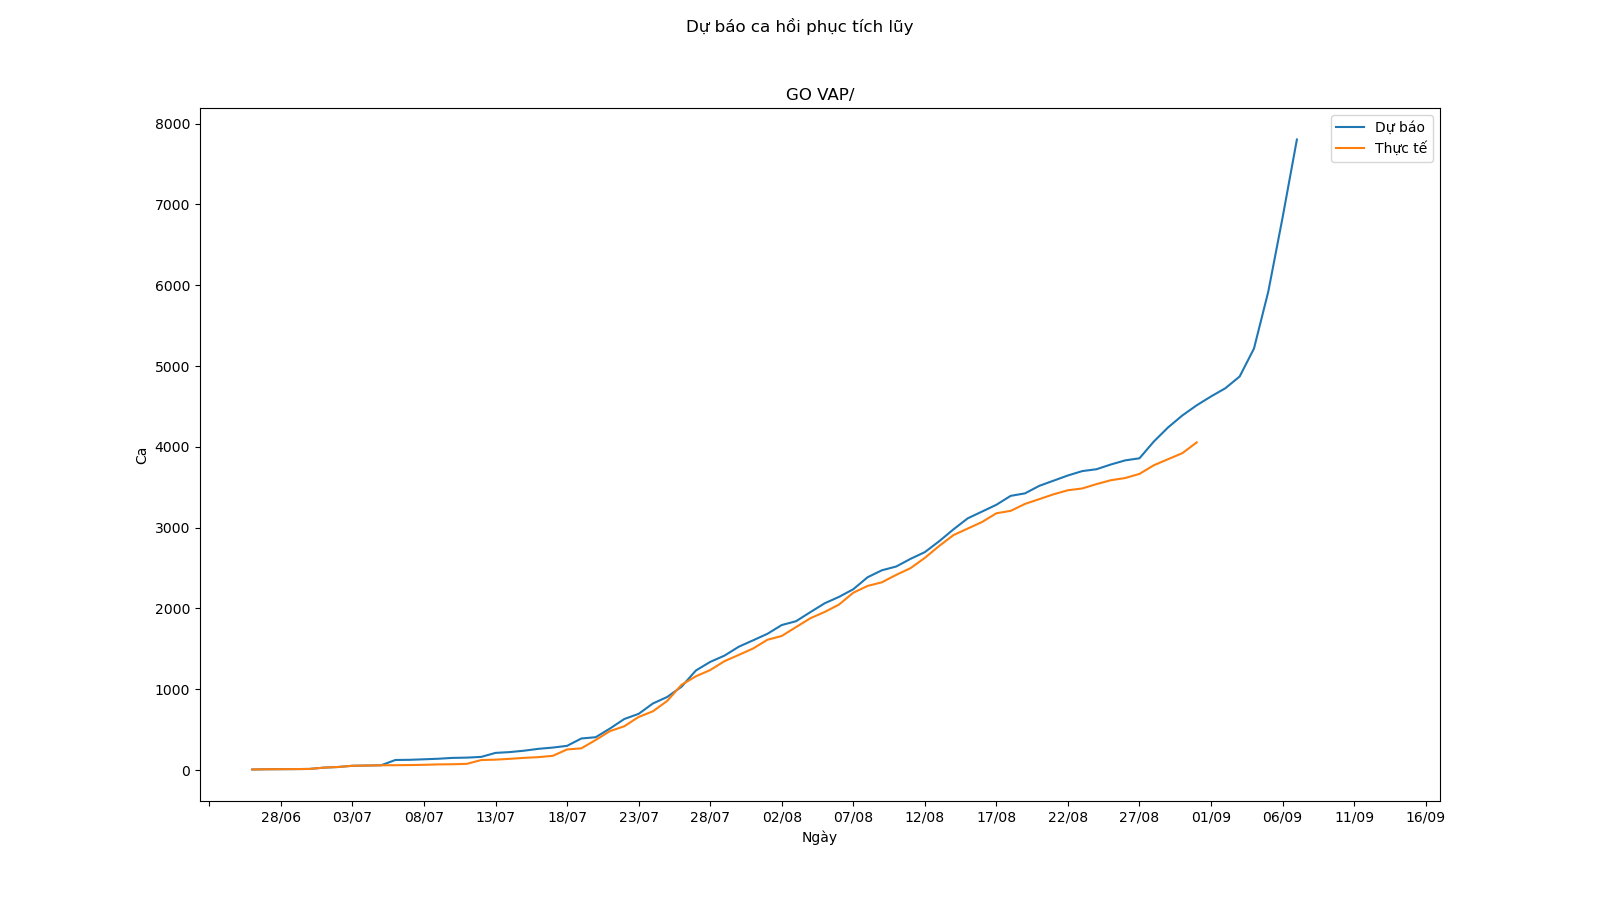 Dự báo ca hồi phục tích lũy
GO VAP/
8000
7000
6000
5000
4000
3000
2000
1000
0
Ca
Dự báo
Thực tế
28/06 03/07 08/07 13/07 18/07 23/07 28/07 02/08 07/08 12/08 17/08 22/08 27/08 01/09 06/09 11/09 16/09
Ngày